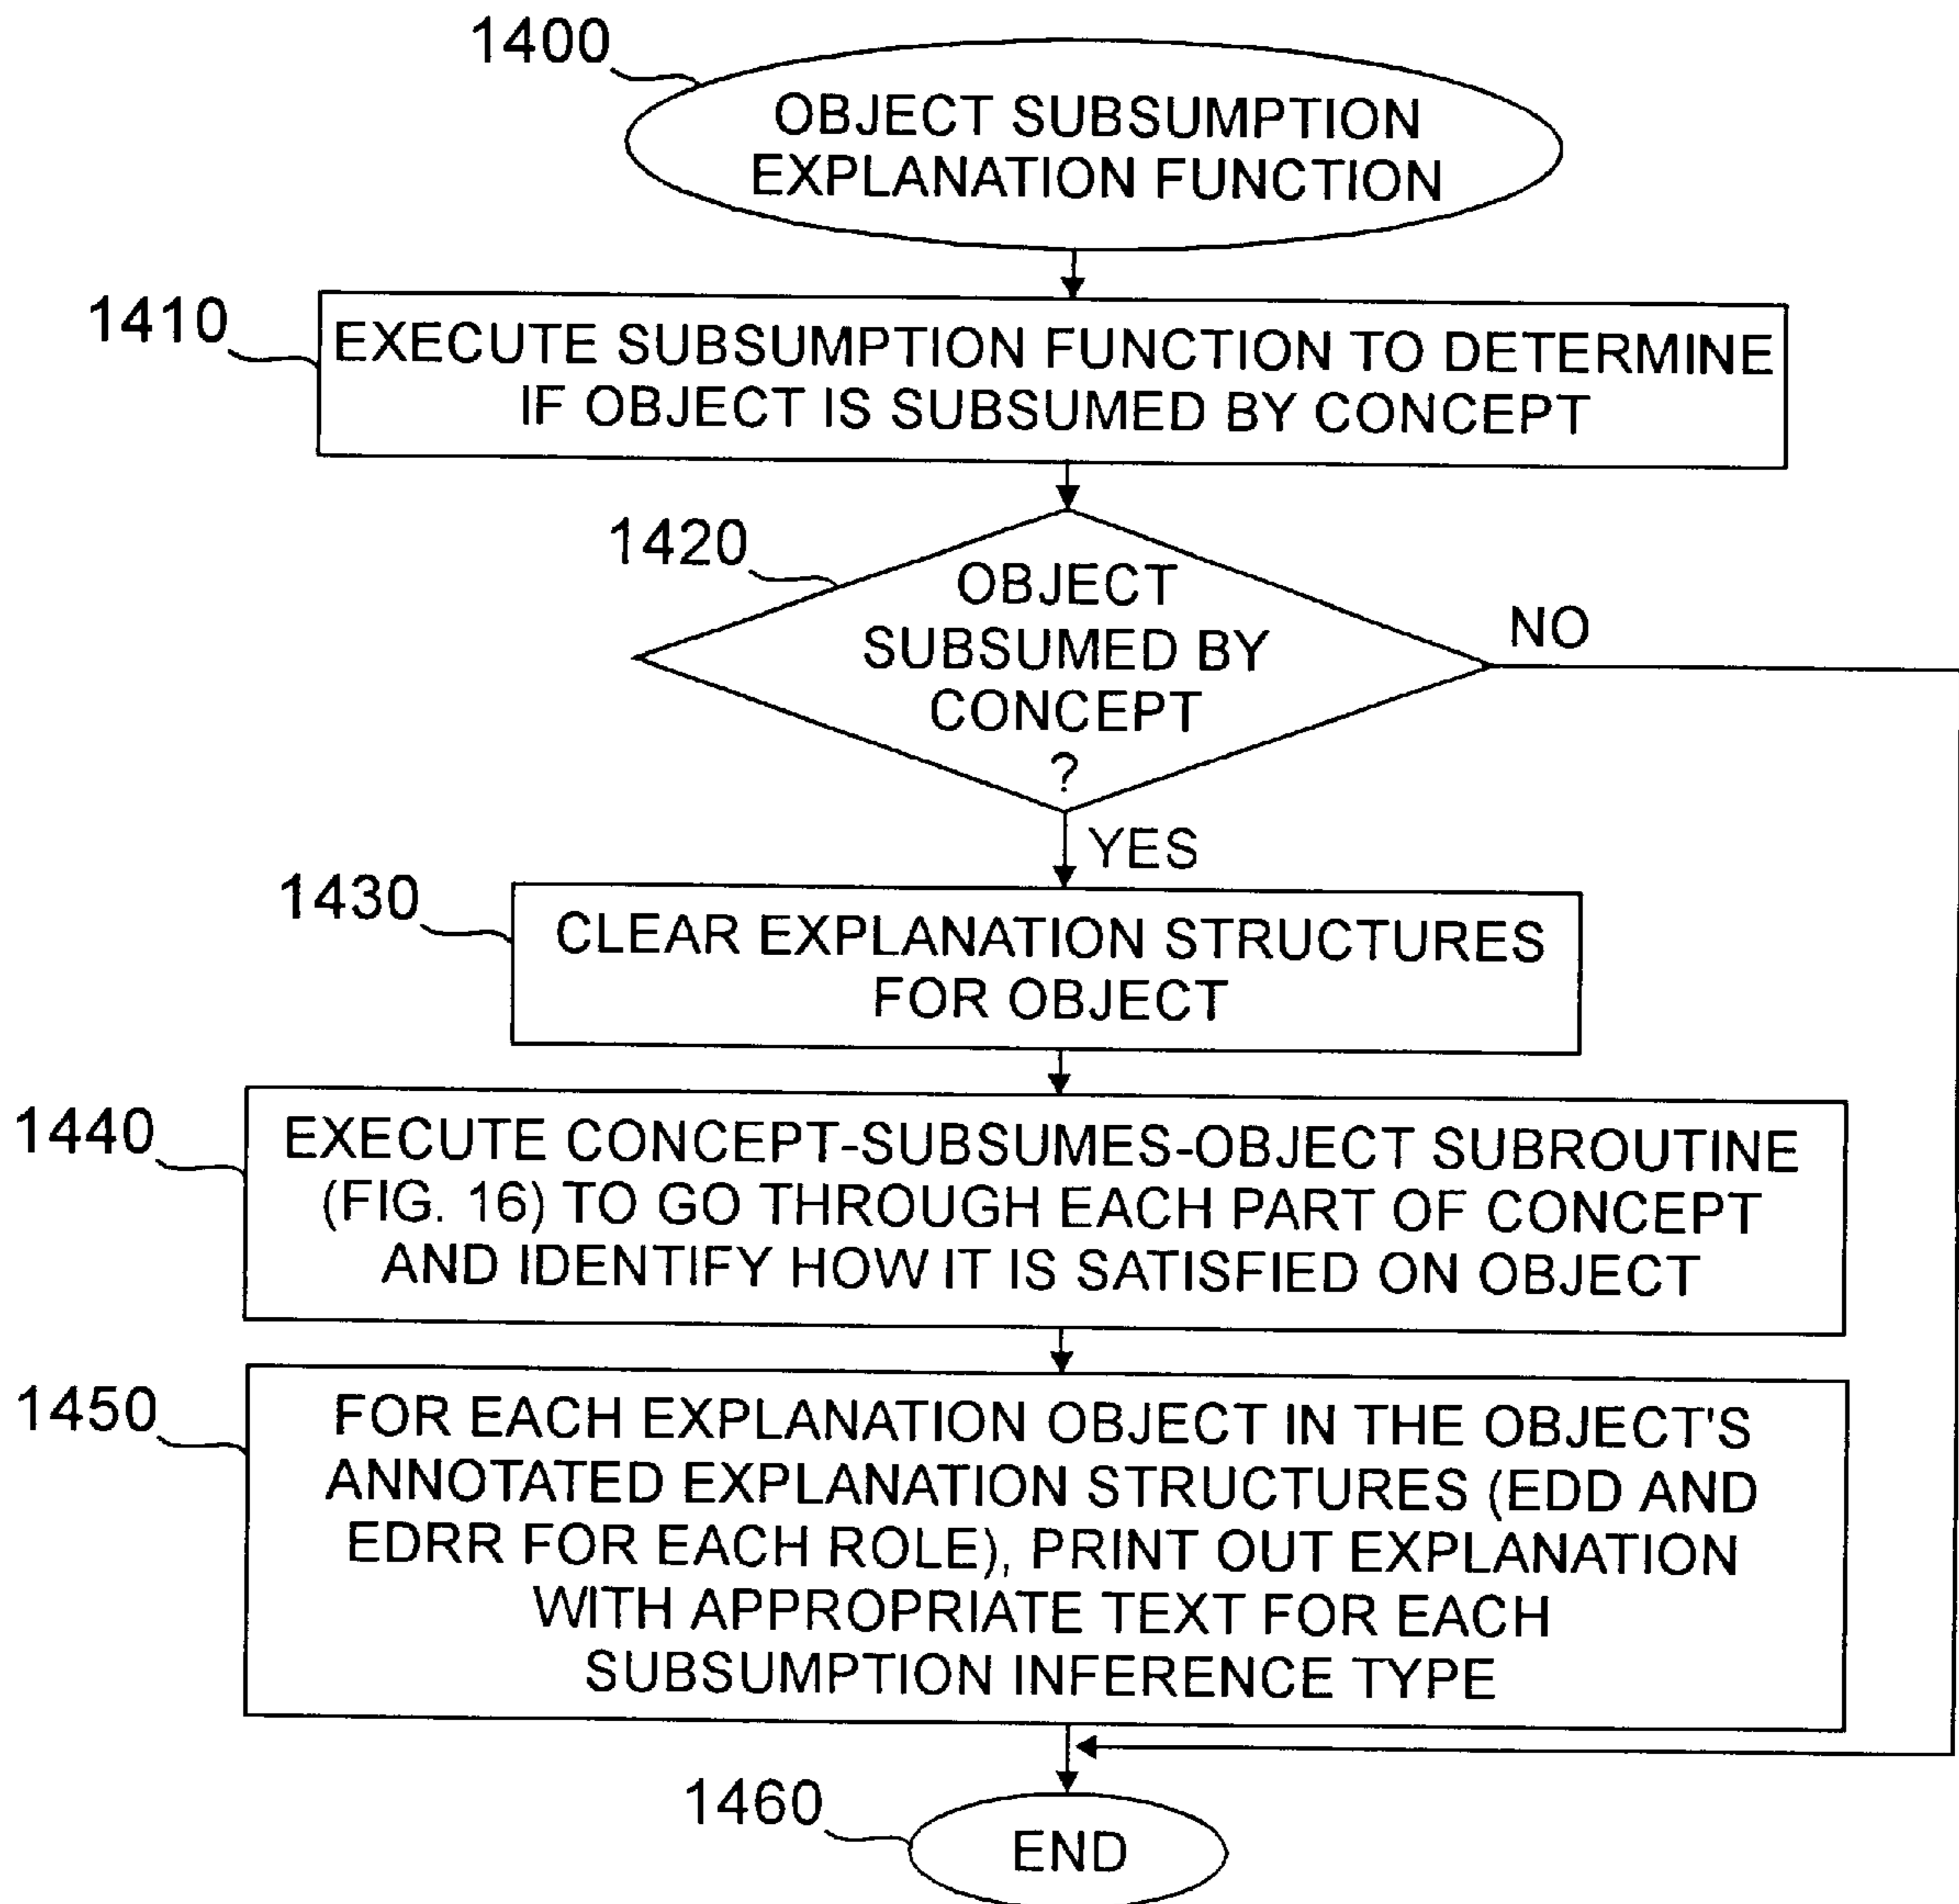 1400
OBJECT SUBSUMPTION
EXPLANATION FUNCTION
1410
EXECUTE SUBSUMPTION FUNCTION TO DETERMINE
IF OBJECT IS SUBSUMED BY CONCEPT
1420
OBJECT
SUBSUMED BY
CONCEPT
?
NO
YES
1430
CLEAR EXPLANATION STRUCTURES
FOR OBJECT
1440
EXECUTE CONCEPT-SUBSUMES-OBJECT SUBROUTINE
(FIG. 16) TO GO THROUGH EACH PART OF CONCEPT
AND IDENTIFY HOW IT IS SATISFIED ON OBJECT
1450
FOR EACH EXPLANATION OBJECT IN THE OBJECT'S
ANNOTATED EXPLANATION STRUCTURES (EDD AND
EDRR FOR EACH ROLE), PRINT OUT EXPLANATION
WITH APPROPRIATE TEXT FOR EACH
SUBSUMPTION INFERENCE TYPE
1460
END